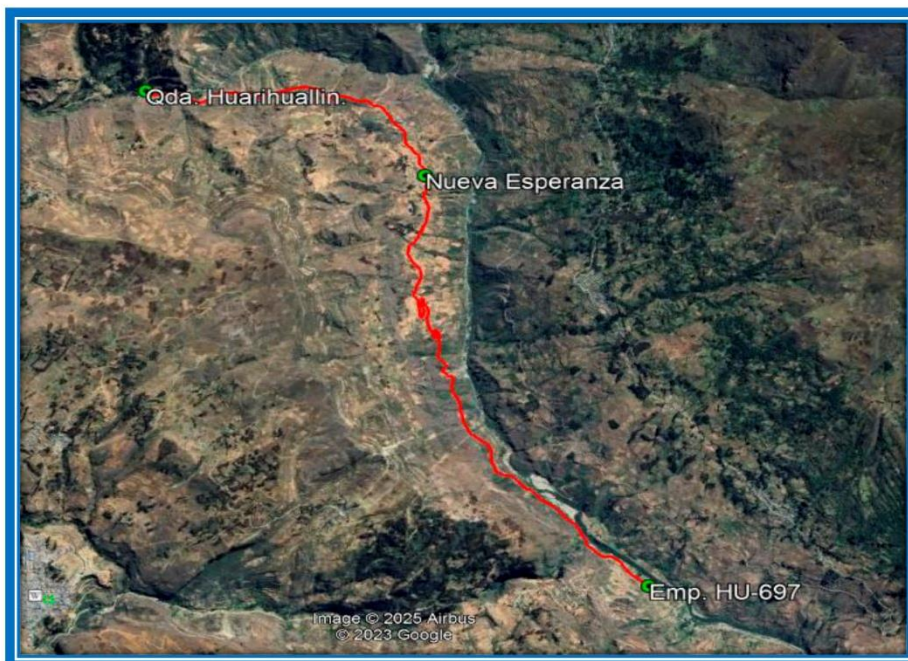 Qda. Huarihuallin.
Nueva Esperanza
Emp. HU-697
Image © 2025 Airbus
© 2023 Google